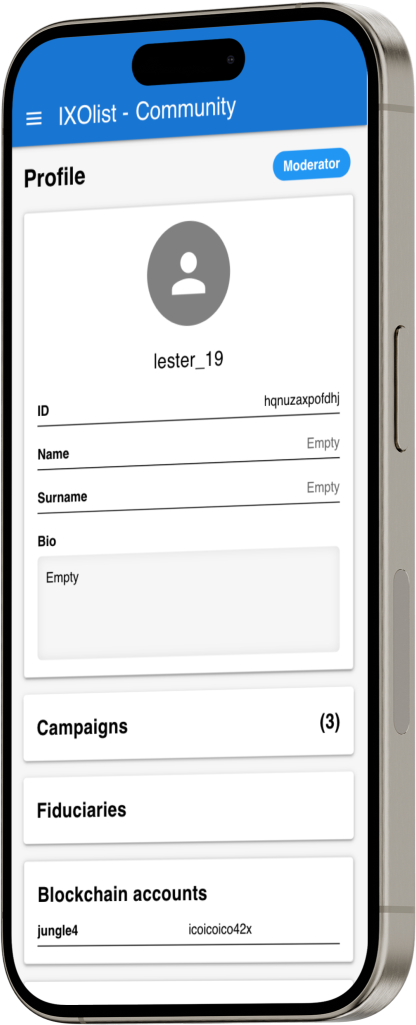 IXOlist - Community
Profile
Moderator
lester_19
ID hqnuzaxpofdhj
Name Empty
Surname Empty
Bio
Empty
Campaigns (3)
Fiduciaries
Blockchain accounts
jungle4 icoicoico42x